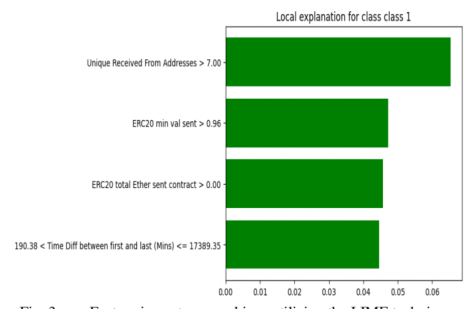 Local explanation for class class 1
Unique Received From Addresses > 7.00
ERC20 min val sent > 0.96
ERC20 total Ether sent contract > 0.00
190.38 < Time Diff between first and last (Mins) <= 17389.35
0.00 0.01 0.02 0.03 0.04 0.05 0.06